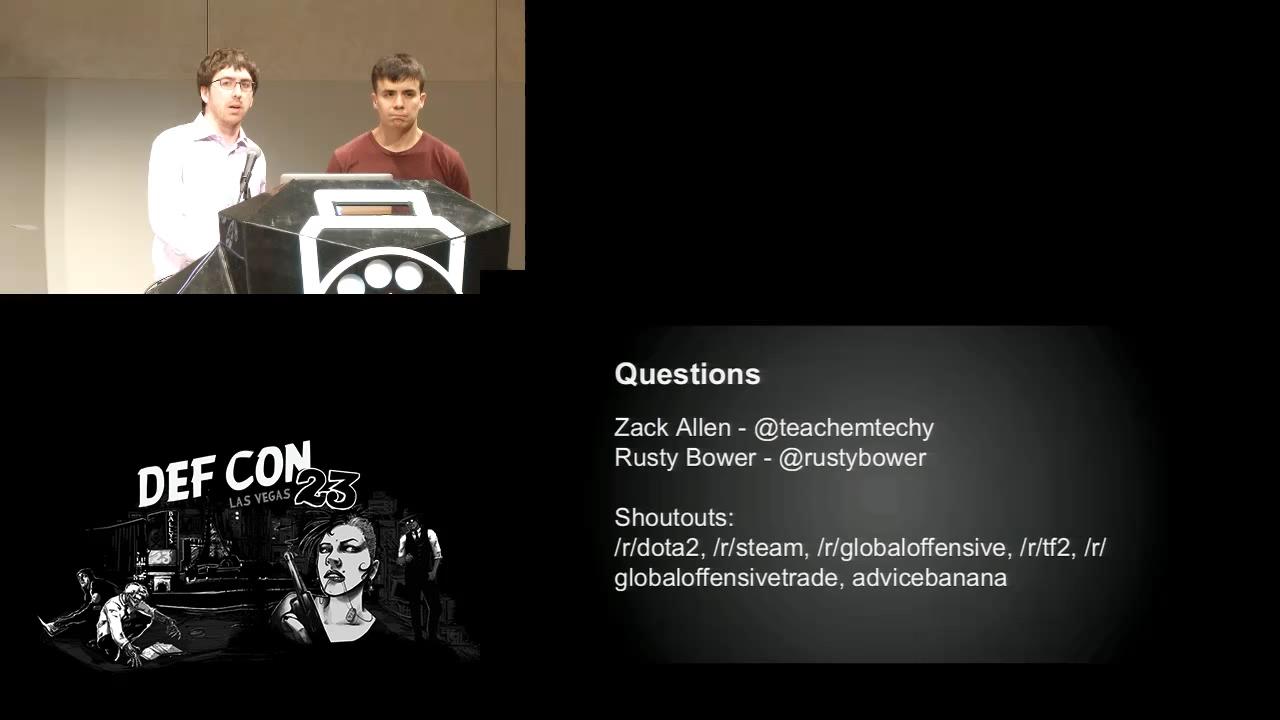 DEF CON
LAS VEGAS 23
BALLYS
Questions
Zack Allen - @teachemtechy
Rusty Bower - @rustybower
Shoutouts:
/r/dota2, /r/steam, /r/globaloffensive, /r/tf2, /r/
globaloffensivetrade, advicebanana